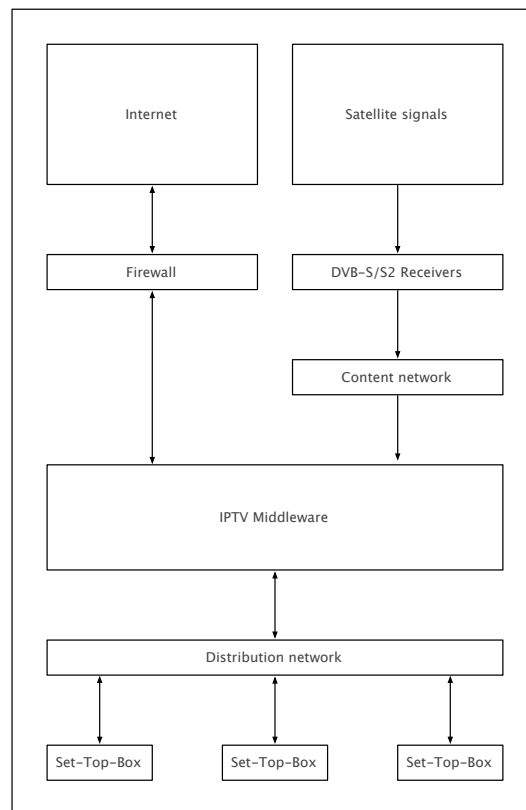 Internet
Satellite signals
Firewall
DVB-S/S2 Receivers
Content network
IPTV Middleware
Distribution network
Set-Top-Box
Set-Top-Box
Set-Top-Box